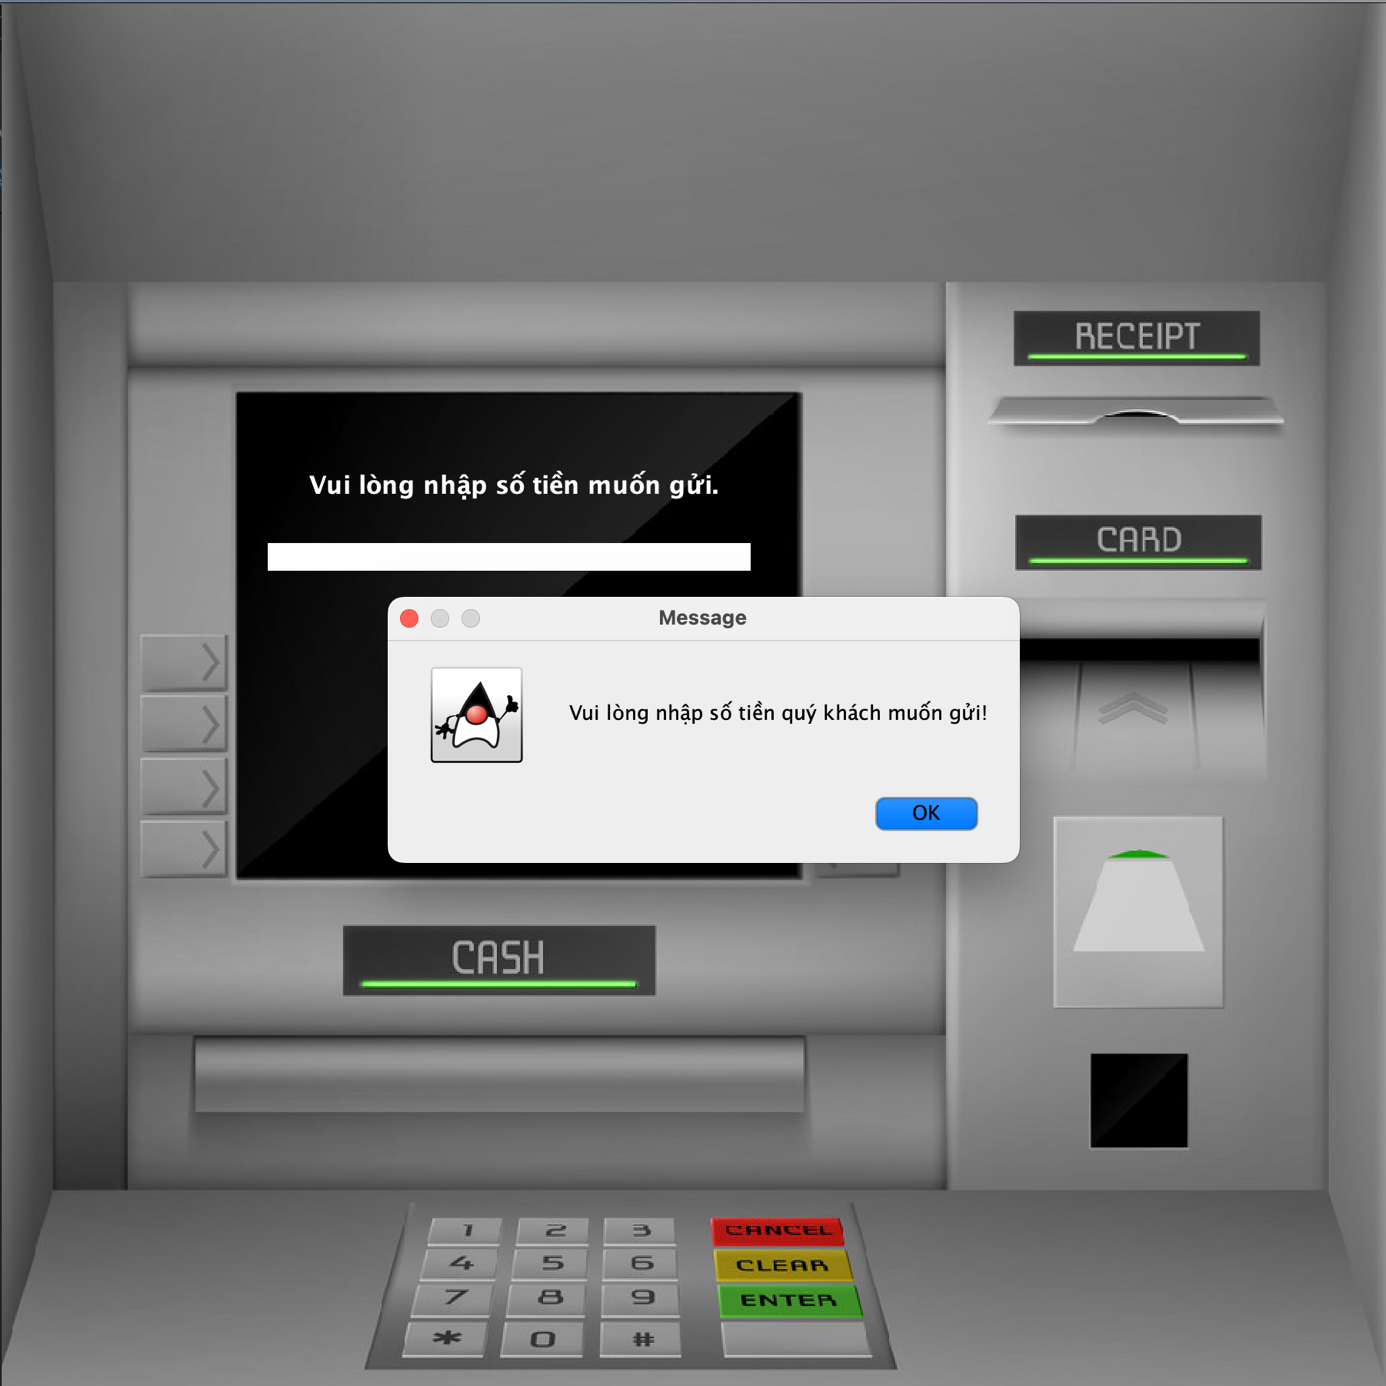 RECEIPT
Vui lòng nhập số tiền muốn gửi.
CARD
Message
Vui lòng nhập số tiền quý khách muốn gửi!
OK
CASH
1 2 3 CANCEL
4 5 6 CLEAR
7 8 9 ENTER
* 0 #